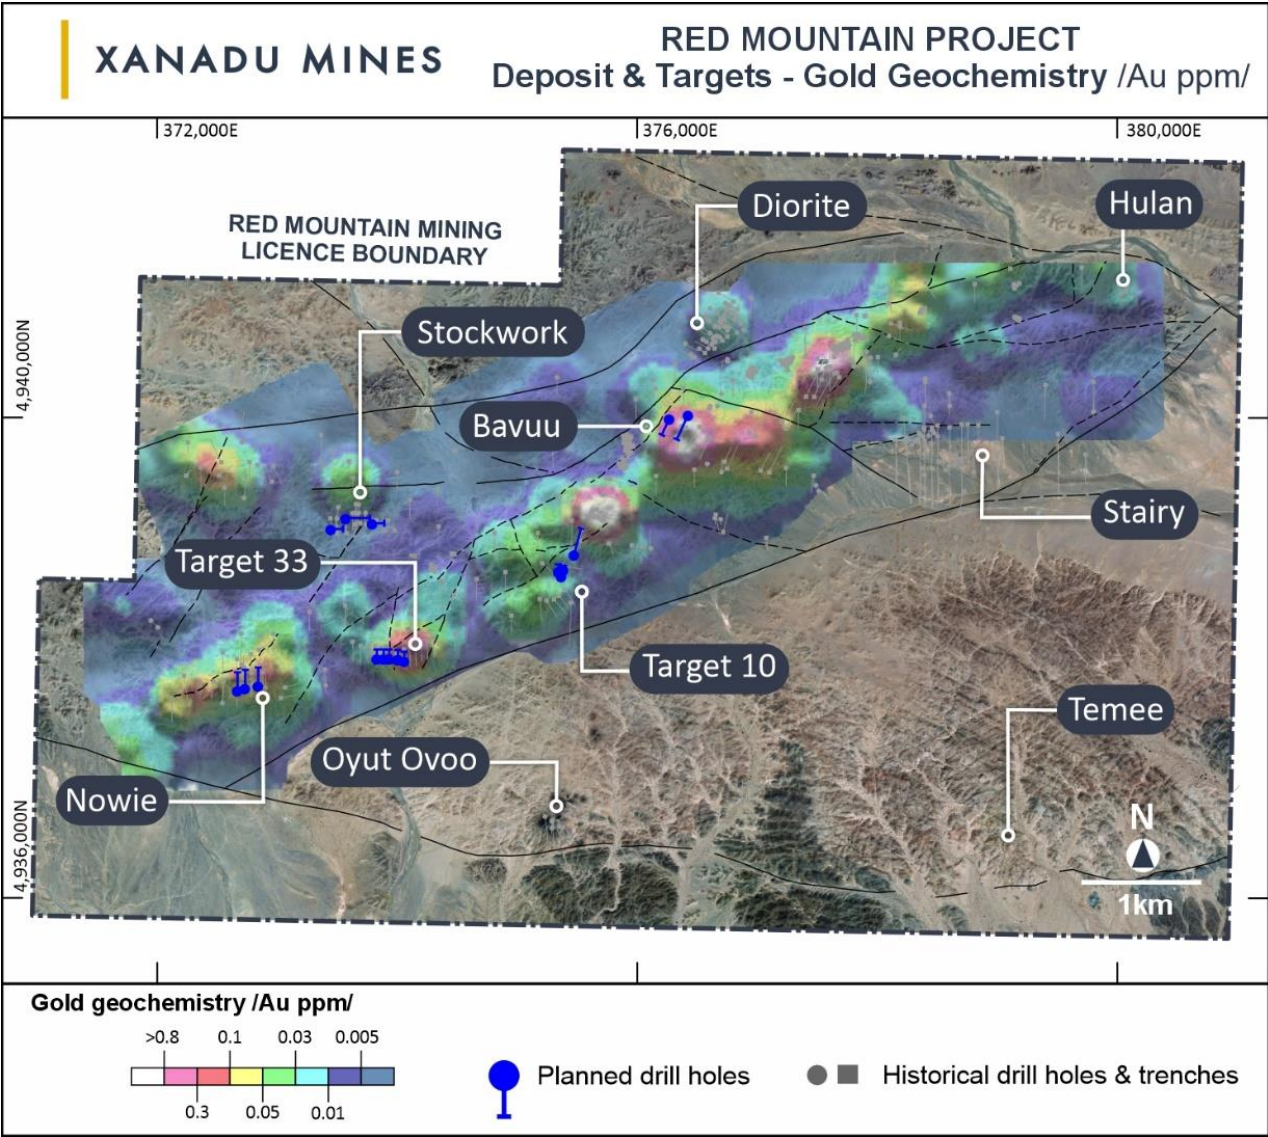 XANADU MINES
RED MOUNTAIN PROJECT
Deposit & Targets - Gold Geochemistry /Au ppm/
372,000E
376,000E
380,000E
Diorite
Hulan
RED MOUNTAIN MINING
LICENCE BOUNDARY
Stockwork
4,940,000N
Bavuu
Stairy
Target 33
Target 10
Temee
Oyut Ovoo
Nowie
4,936,000N
N
1km
Gold geochemistry /Au ppm/
>0.8
0.1
0.03
0.005
0.3
0.05
0.01
Planned drill holes
Historical drill holes & trenches